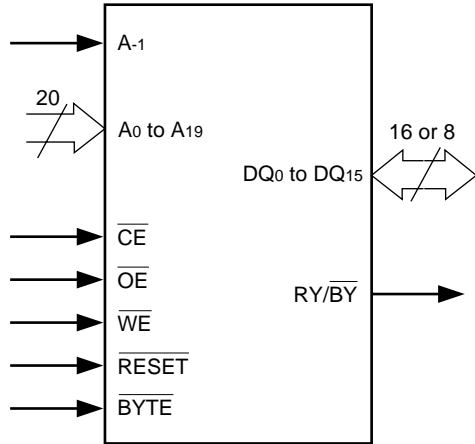 A-1
20
A0 to A19
16 or 8
DQ0 to DQ15
CE
OE
RY/BY
WE
RESET
BYTE